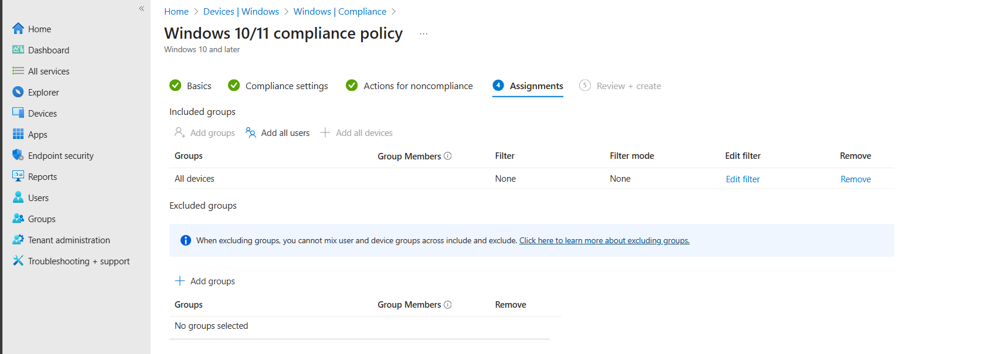 «
Home
Dashboard
All services
Explorer
Devices
Apps
Endpoint security
Reports
Users
Groups
Tenant administration
Troubleshooting + support
Home > Devices | Windows > Windows | Compliance >
Windows 10/11 compliance policy ...
Windows 10 and later
Basics Compliance settings Actions for noncompliance 4 Assignments 5 Review + create
Included groups
Add groups Add all users Add all devices
Groups Group Members Filter Filter mode Edit filter Remove
All devices None None Edit filter Remove
Excluded groups
When excluding groups, you cannot mix user and device groups across include and exclude. Click here to learn more about excluding groups.
Add groups
Groups Group Members Remove
No groups selected